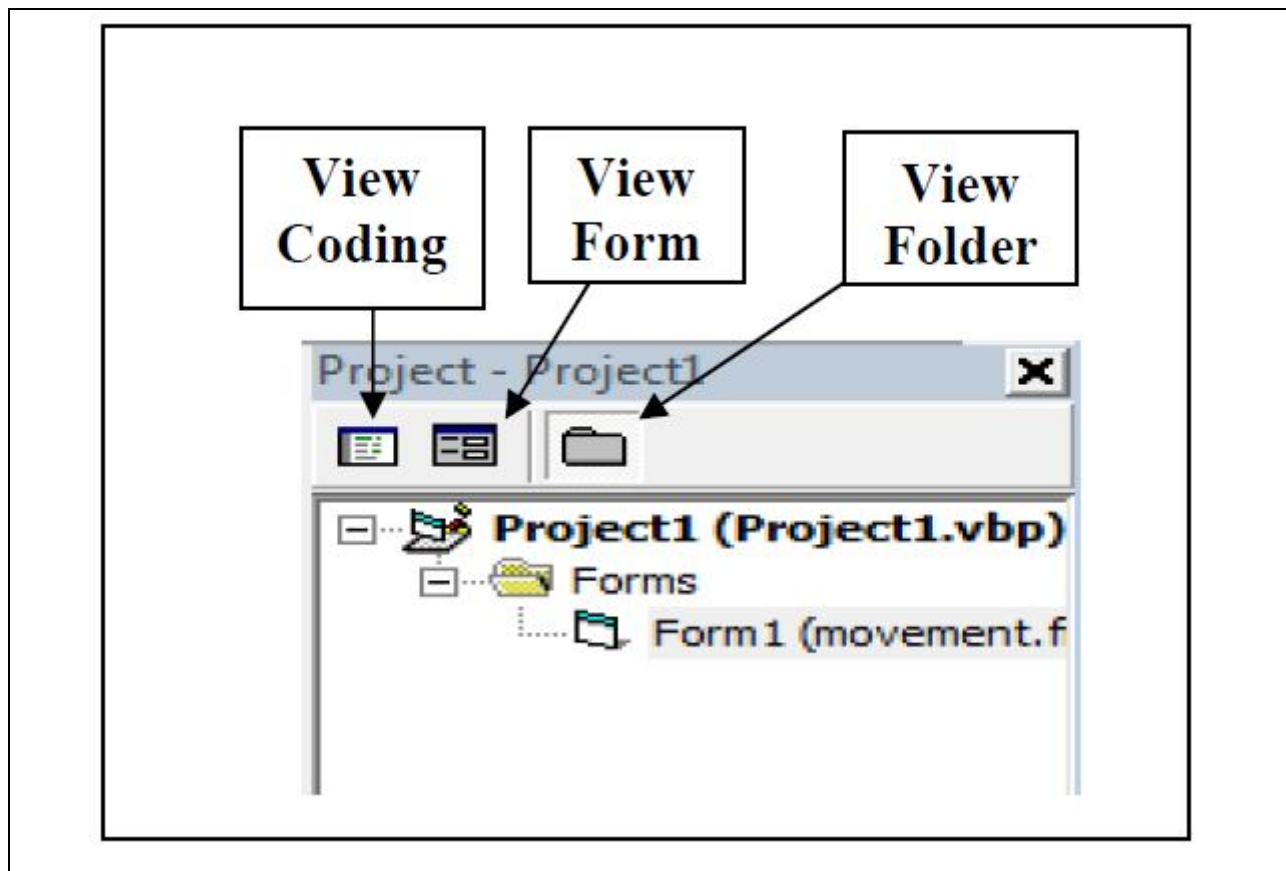 View
Coding
View
Form
View
Folder
Project - Project1
Project1 (Project1.vbp)
Forms
Form1 (movement.f